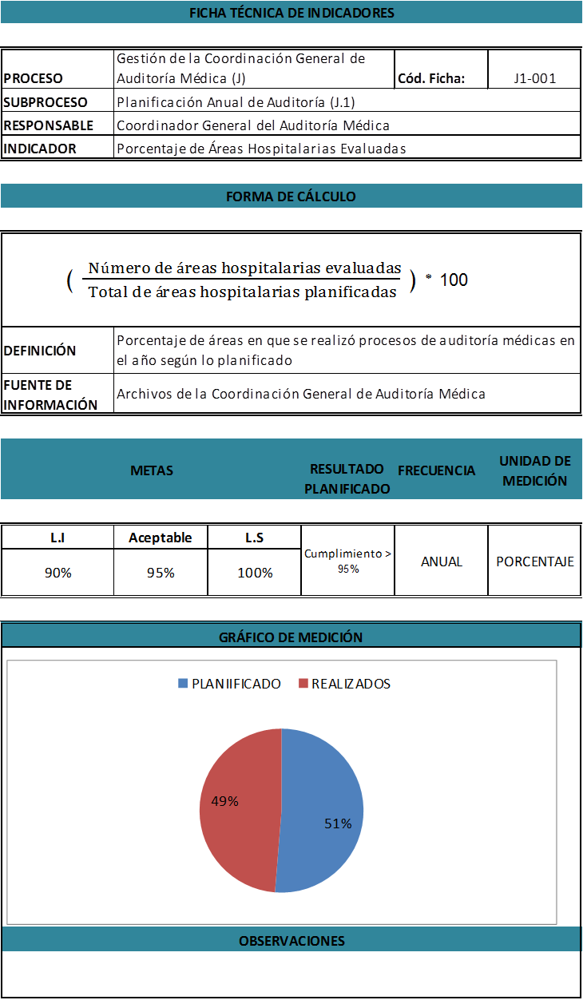 FICHA TÉCNICA DE INDICADORES
PROCESO
Gestión de la Coordinación General de
Auditoría Médica (J)
Cód. Ficha:
J1-001
SUBPROCESO
Planificación Anual de Auditoría (J.1)
RESPONSABLE
Coordinador General del Auditoría Médica
INDICADOR
Porcentaje de Áreas Hospitalarias Evaluadas
FORMA DE CÁLCULO
( Número de áreas hospitalarias evaluadas
Total de áreas hospitalarias planificadas ) * 100
DEFINICIÓN
Porcentaje de áreas en que se realizó procesos de auditoría médicas en
el año según lo planificado
FUENTE DE
INFORMACIÓN
Archivos de la Coordinación General de Auditoría Médica
METAS
RESULTADO
PLANIFICADO
FRECUENCIA
UNIDAD DE
MEDICIÓN
L.I
Aceptable
L.S
90%
95%
100%
Cumplimiento >
95%
ANUAL
PORCENTAJE
GRÁFICO DE MEDICIÓN
PLANIIFICADO
REALIZADOS
49%
51%
OBSERVACIONES